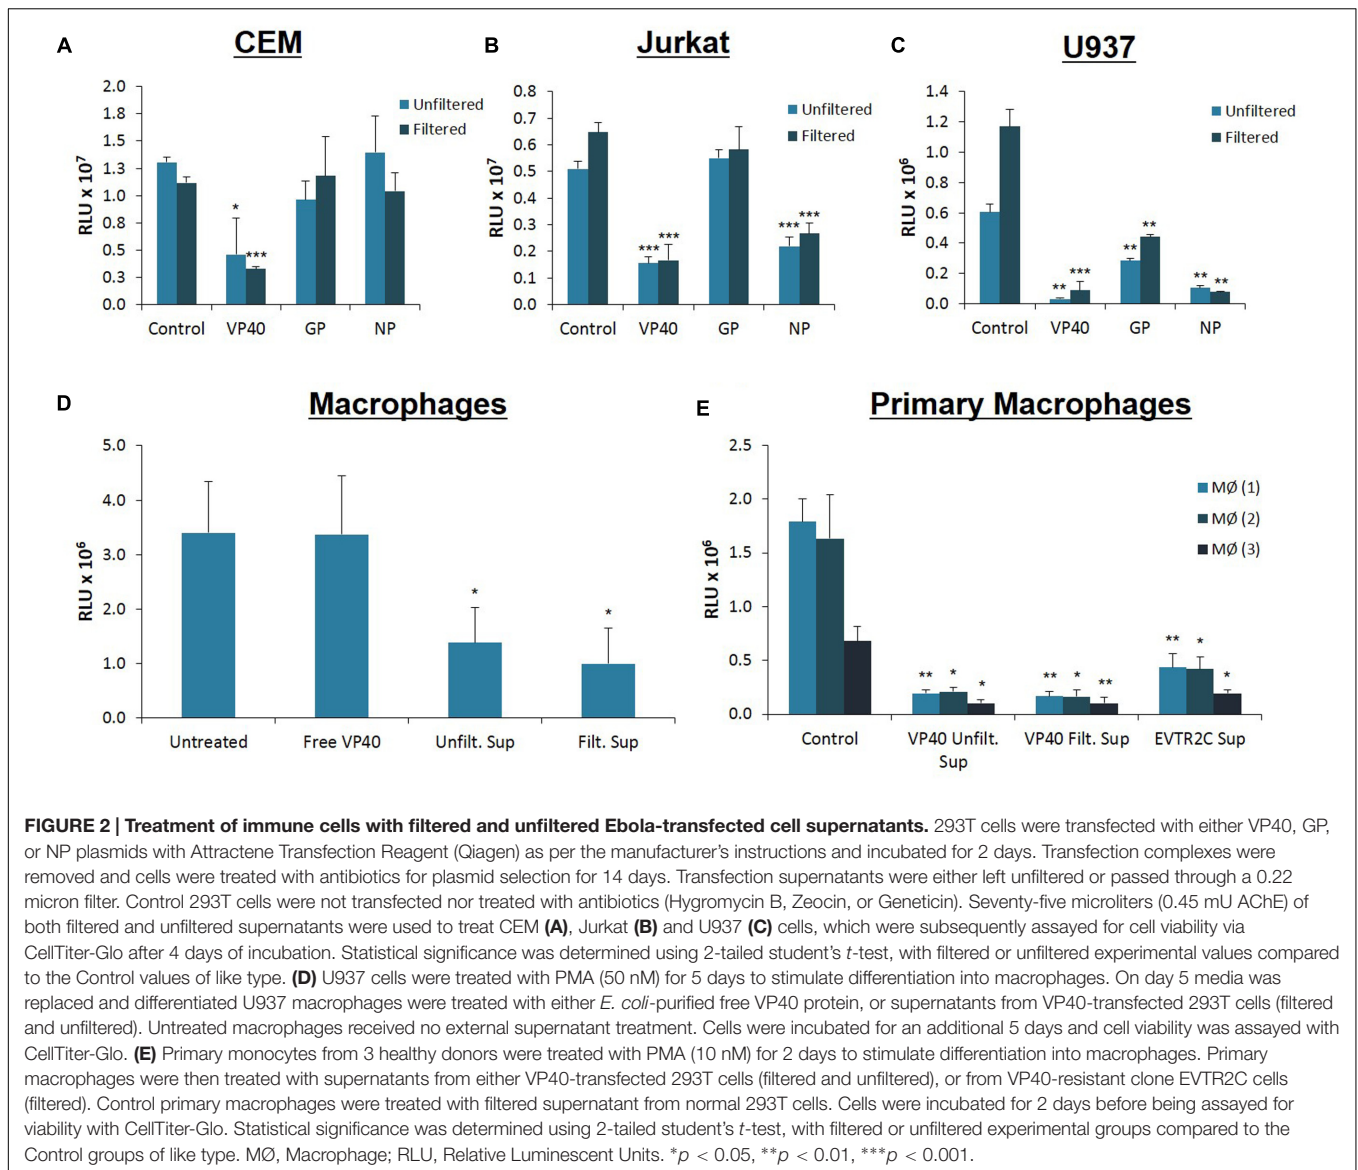 A
CEM
RLU x 10⁷
2.0
1.8
1.5
1.3
1.0
0.8
0.5
0.3
0.0
Unfiltered
Filtered
*
***
Control VP40 GP NP
B
Jurkat
RLU x 10⁷
0.8
0.7
0.6
0.5
0.4
0.3
0.2
0.1
0.0
Unfiltered
Filtered
*** ***
*** ***
Control VP40 GP NP
C
U937
RLU x 10⁶
1.4
1.2
1.0
0.8
0.6
0.4
0.2
0.0
Unfiltered
Filtered
** ***
** **
** **
Control VP40 GP NP
D
Macrophages
RLU x 10⁶
5.0
4.0
3.0
2.0
1.0
0.0
*
*
Untreated Free VP40 Unfilt. Sup Filt. Sup
E
Primary Macrophages
RLU x 10⁶
2.5
2.0
1.5
1.0
0.5
0.0
MØ (1)
MØ (2)
MØ (3)
** * *
** * **
** * *
Control VP40 Unfilt. VP40 Filt. Sup EVTR2C Sup
Sup
FIGURE 2 | Treatment of immune cells with filtered and unfiltered Ebola-transfected cell supernatants. 293T cells were transfected with either VP40, GP,
or NP plasmids with Attractene Transfection Reagent (Qiagen) as per the manufacturer's instructions and incubated for 2 days. Transfection complexes were
removed and cells were treated with antibiotics for plasmid selection for 14 days. Transfection supernatants were either left unfiltered or passed through a 0.22
micron filter. Control 293T cells were not transfected nor treated with antibiotics (Hygromycin B, Zeocin, or Geneticin). Seventy-five microliters (0.45 mU AChE) of
both filtered and unfiltered supernatants were used to treat CEM (A), Jurkat (B) and U937 (C) cells, which were subsequently assayed for cell viability via
CellTiter-Glo after 4 days of incubation. Statistical significance was determined using 2-tailed student's t-test, with filtered or unfiltered experimental values compared
to the Control values of like type. (D) U937 cells were treated with PMA (50 nM) for 5 days to stimulate differentiation into macrophages. On day 5 media was
replaced and differentiated U937 macrophages were treated with either E. coli-purified free VP40 protein, or supernatants from VP40-transfected 293T cells (filtered
and unfiltered). Untreated macrophages received no external supernatant treatment. Cells were incubated for an additional 5 days and cell viability was assayed with
CellTiter-Glo. (E) Primary monocytes from 3 healthy donors were treated with PMA (10 nM) for 2 days to stimulate differentiation into macrophages. Primary
macrophages were then treated with supernatants from either VP40-transfected 293T cells (filtered and unfiltered), or from VP40-resistant clone EVTR2C cells
(filtered). Control primary macrophages were treated with filtered supernatant from normal 293T cells. Cells were incubated for 2 days before being assayed for
viability with CellTiter-Glo. Statistical significance was determined using 2-tailed student's t-test, with filtered or unfiltered experimental groups compared to the
Control groups of like type. MØ, Macrophage; RLU, Relative Luminescent Units. *p < 0.05, **p < 0.01, ***p < 0.001.